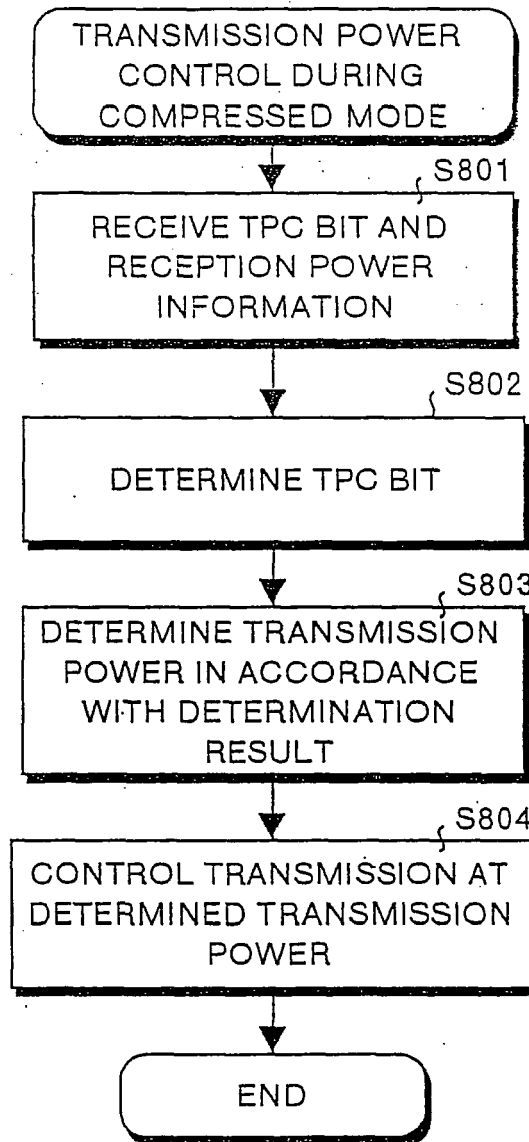 TRANSMISSION POWER
CONTROL DURING
COMPRESSED MODE
S801
RECEIVE TPC BIT AND
RECEPTION POWER
INFORMATION
S802
DETERMINE TPC BIT
S803
DETERMINE TRANSMISSION
POWER IN ACCORDANCE
WITH DETERMINATION
RESULT
S804
CONTROL TRANSMISSION AT
DETERMINED TRANSMISSION
POWER
END